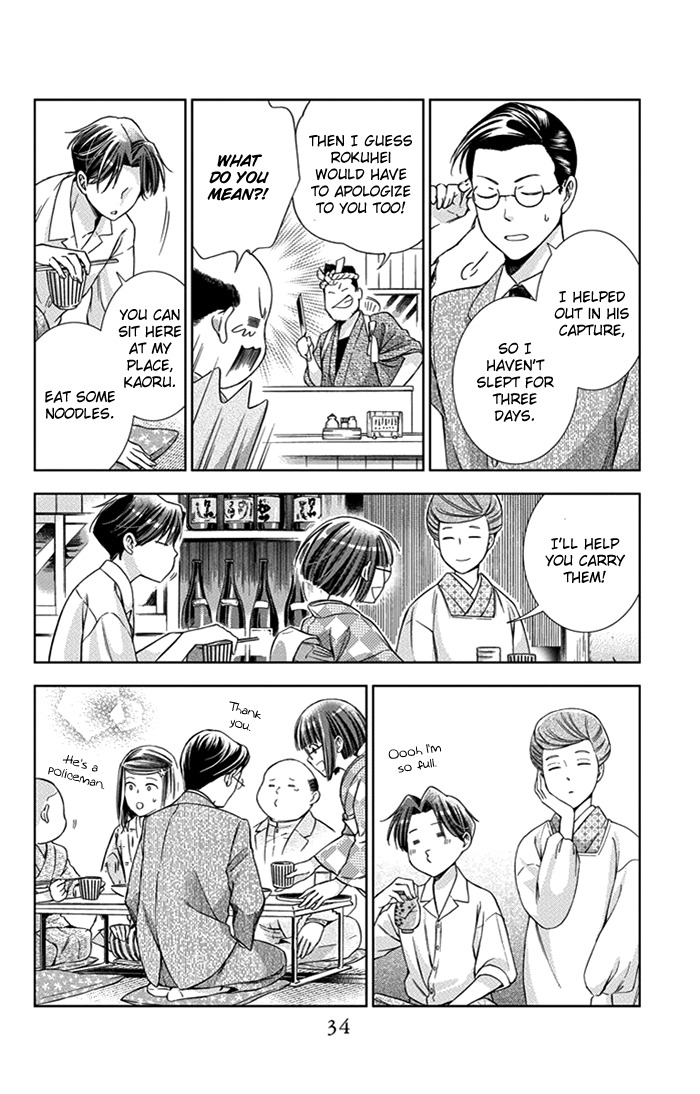 I HELPED
OUT IN HIS
CAPTURE,
SO I
HAVEN'T
SLEPT FOR
THREE
DAYS.
THEN I GUESS
ROKUHEI
WOULD HAVE
TO APOLOGIZE
TO YOU TOO!
WHAT
DO YOU
MEAN?!
YOU CAN
SIT HERE
AT MY
PLACE,
KAORU.
EAT SOME
NOODLES.
I'LL HELP
YOU CARRY
THEM!
Oooh I'm
so full.
Thank
you.
He's a
policeman.
34